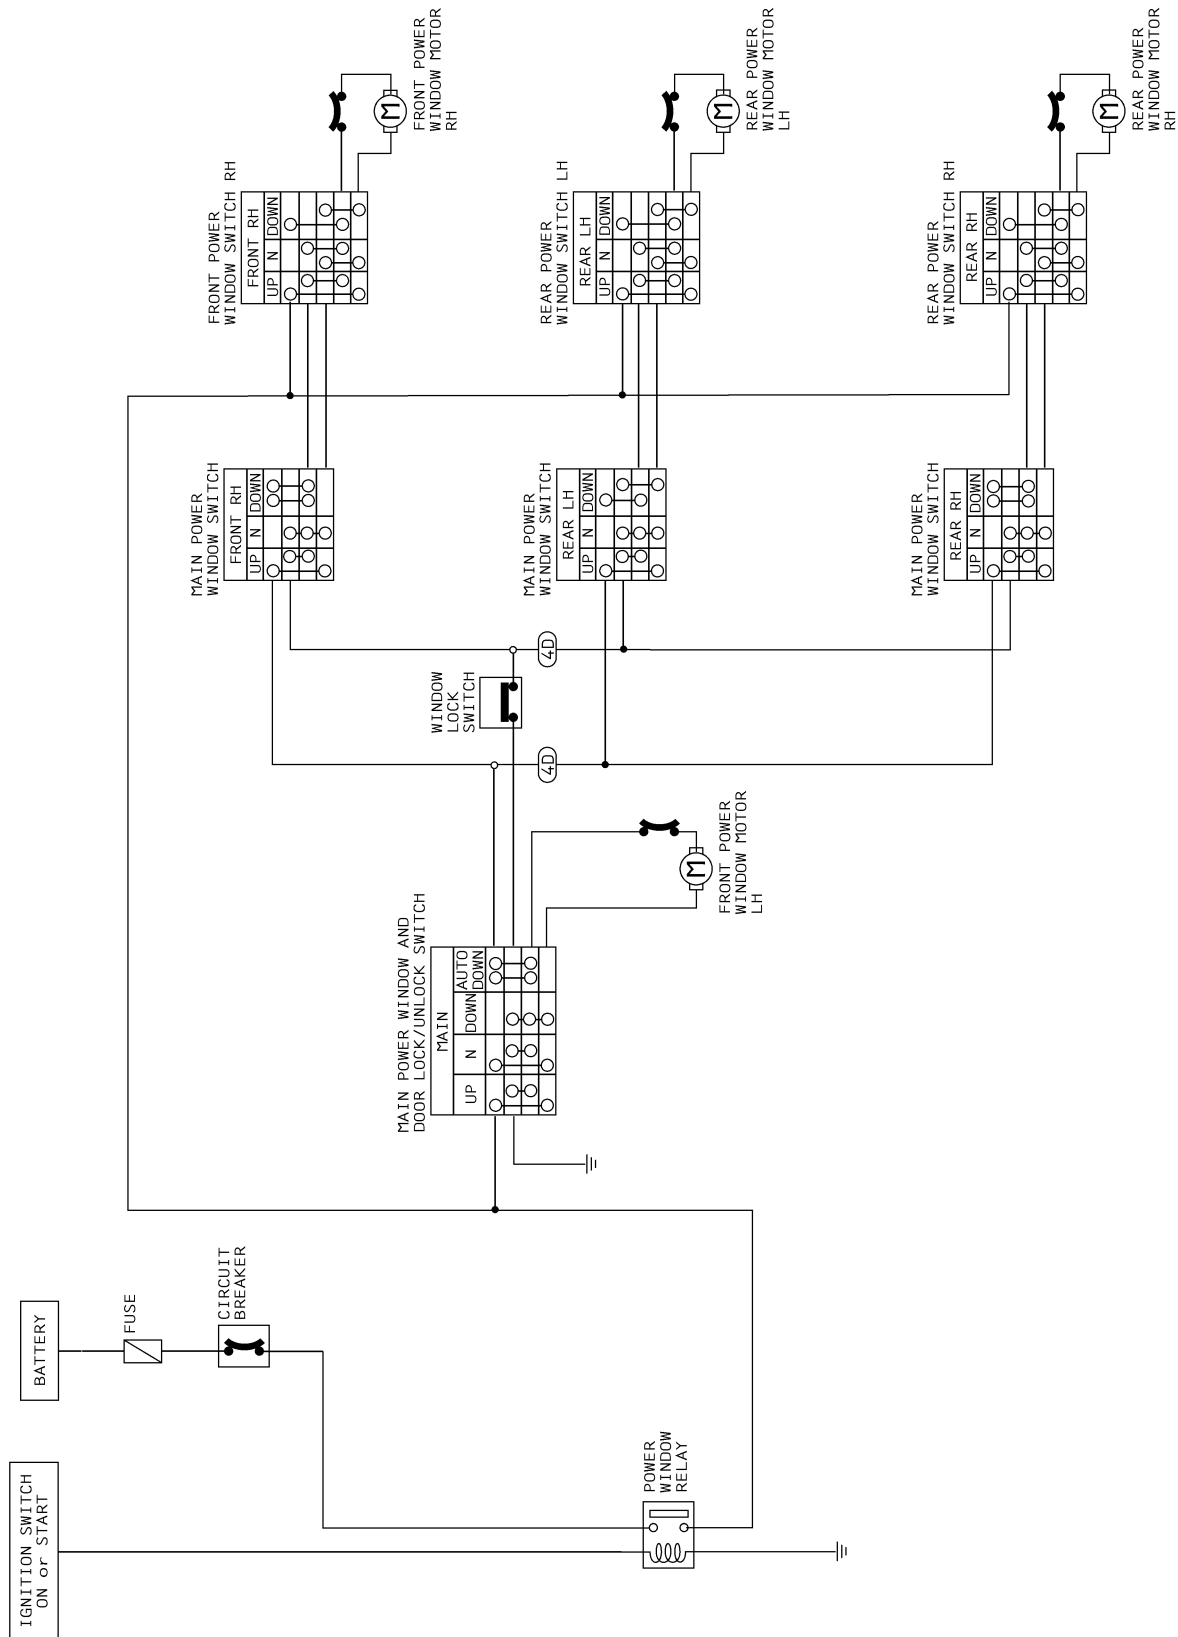 IGNITION SWITCH
ON or START
BATTERY
FUSE
CIRCUIT
BREAKER
POWER
WINDOW
RELAY
MAIN POWER WINDOW AND
DOOR LOCK/UNLOCK SWITCH
MAIN
UP
N
DOWN
AUTO
DOWN
FRONT POWER
WINDOW MOTOR
LH
M
WINDOW
LOCK
SWITCH
4D
4D
MAIN POWER
WINDOW SWITCH
FRONT RH
UP N DOWN
MAIN POWER
WINDOW SWITCH
REAR LH
UP N DOWN
MAIN POWER
WINDOW SWITCH
REAR RH
UP N DOWN
FRONT POWER
WINDOW SWITCH RH
FRONT RH
UP N DOWN
M
FRONT POWER
WINDOW MOTOR
RH
REAR POWER
WINDOW SWITCH LH
REAR LH
UP N DOWN
M
REAR POWER
WINDOW MOTOR
LH
REAR POWER
WINDOW SWITCH RH
REAR RH
UP N DOWN
M
REAR POWER
WINDOW MOTOR
RH